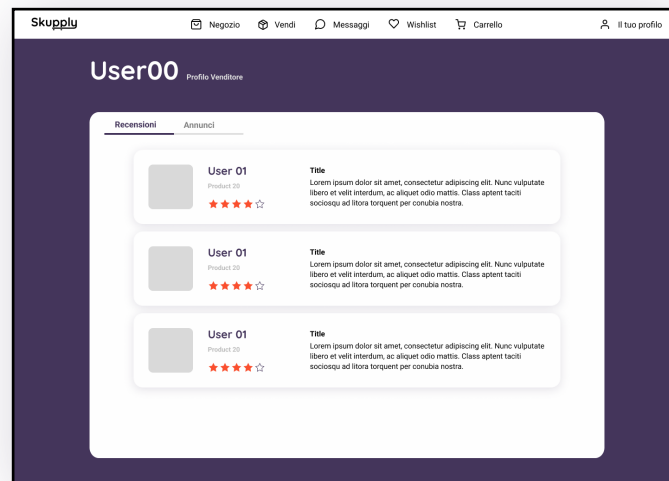 Skupply
Negozio
Vendi
Messaggi
Wishlist
Carrello
Il tuo profilo
User00 Profilo Venditore
Recensioni
Annunci
User 01
Product 20
Title
Lorem ipsum dolor sit amet, consectetur adipiscing elit. Nunc vulputate
libero et velit interdum, ac aliquet odio mattis. Class aptent taciti
sociosqu ad litora torquent per conubia nostra.
User 01
Product 20
Title
Lorem ipsum dolor sit amet, consectetur adipiscing elit. Nunc vulputate
libero et velit interdum, ac aliquet odio mattis. Class aptent taciti
sociosqu ad litora torquent per conubia nostra.
User 01
Product 20
Title
Lorem ipsum dolor sit amet, consectetur adipiscing elit. Nunc vulputate
libero et velit interdum, ac aliquet odio mattis. Class aptent taciti
sociosqu ad litora torquent per conubia nostra.